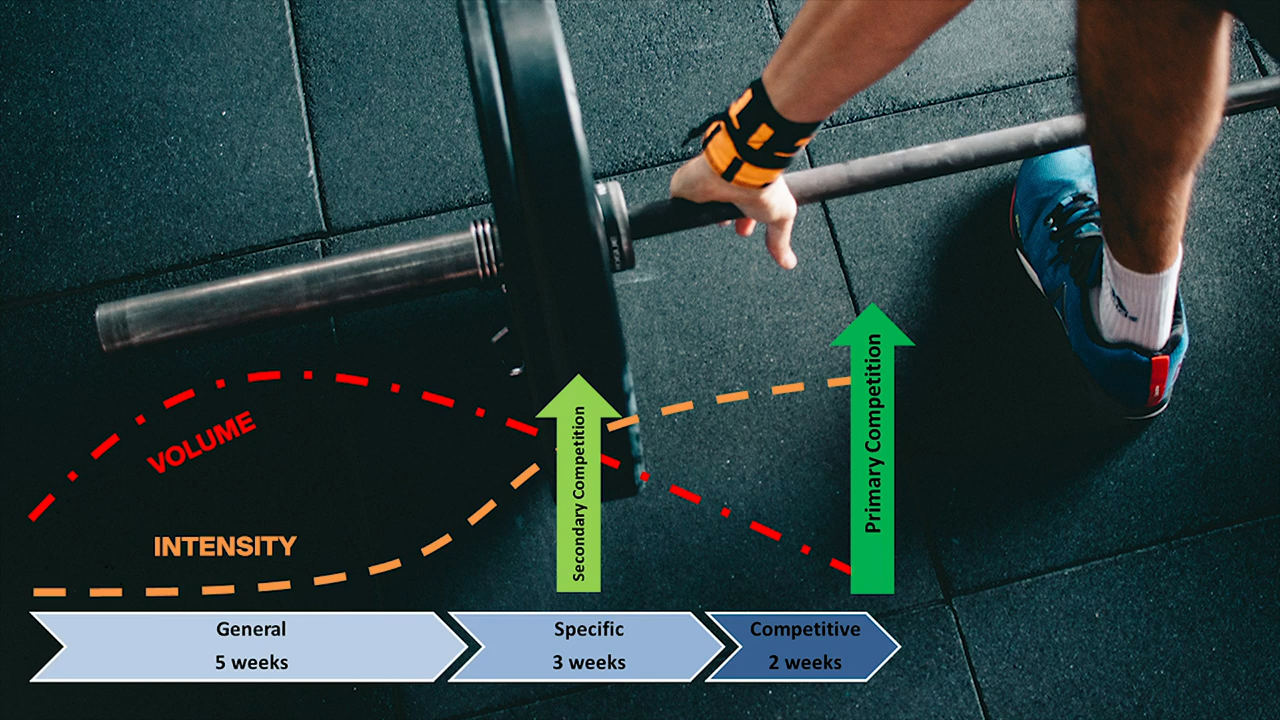 VOLUME
INTENSITY
Secondary Competition
Primary Competition
General
5 weeks
Specific
3 weeks
Competitive
2 weeks